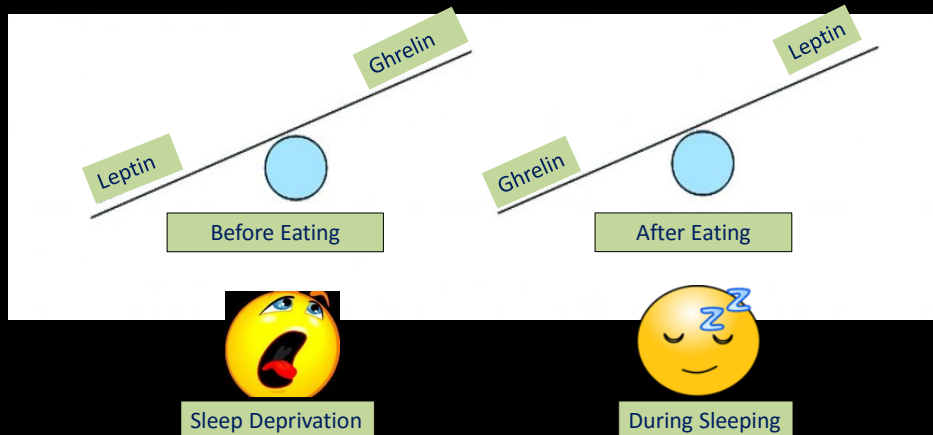 Ghrelin
Leptin
Before Eating
Leptin
Ghrelin
After Eating
Z Z
Sleep Deprivation
During Sleeping